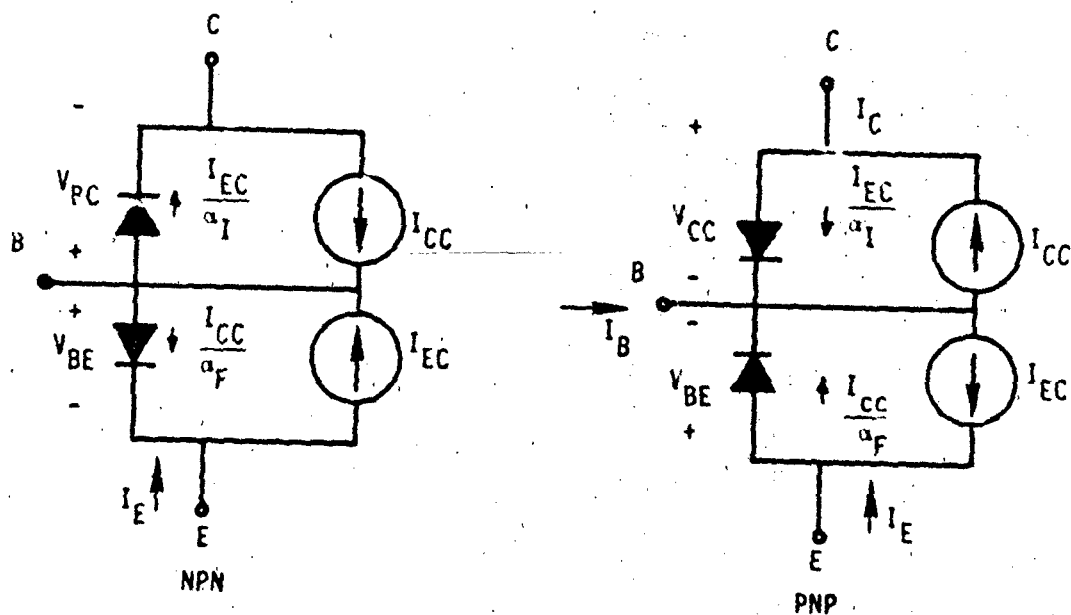 C
-
V_BC
I_EC
α_I
I_CC
B
+
+
V_BE
I_CC
α_F
I_EC
-
I_E
E
NPN
C
I_C
+
I_EC
α_I
V_CC
I_CC
B
-
-
I_B
V_BE
I_CC
α_F
I_EC
+
I_E
E
PNP